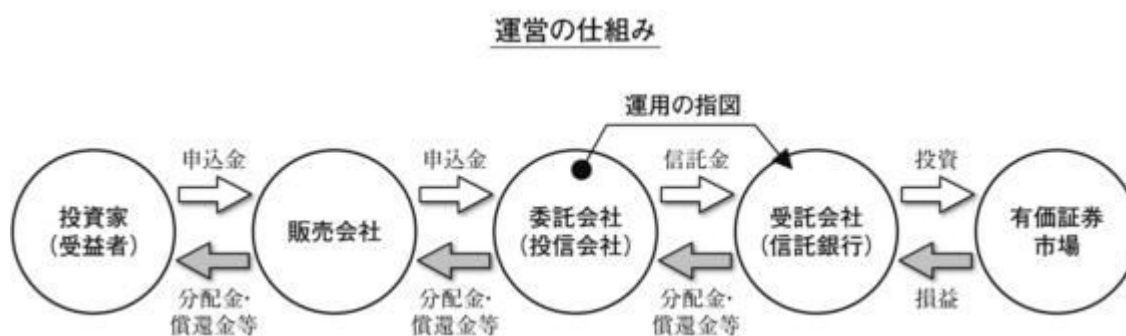 運営の仕組み
運用の指図
申込金
申込金
信託金
投資
投資家
（受益者）
販売会社
委託会社
（投信会社）
受託会社
（信託銀行）
有価証券
市場
分配金・
償還金等
分配金・
償還金等
分配金・
償還金等
損益